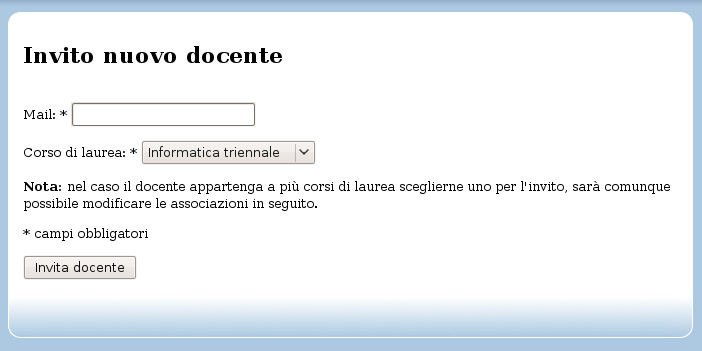 Invito nuovo docente
Mail: *
Corso di laurea: * Informatica triennale
Nota: nel caso il docente appartenga a più corsi di laurea sceglierne uno per l'invito, sarà comunque
possibile modificare le associazioni in seguito.
* campi obbligatori
Invita docente